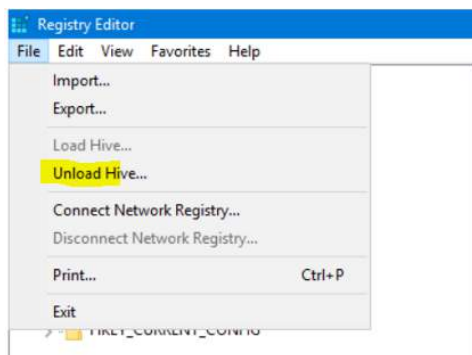 Registry Editor
File Edit View Favorites Help
Import...
Export...
Load Hive...
Unload Hive...
Connect Network Registry...
Disconnect Network Registry...
Print... Ctrl+P
Exit
HKEY_CURRENT_CONFIG